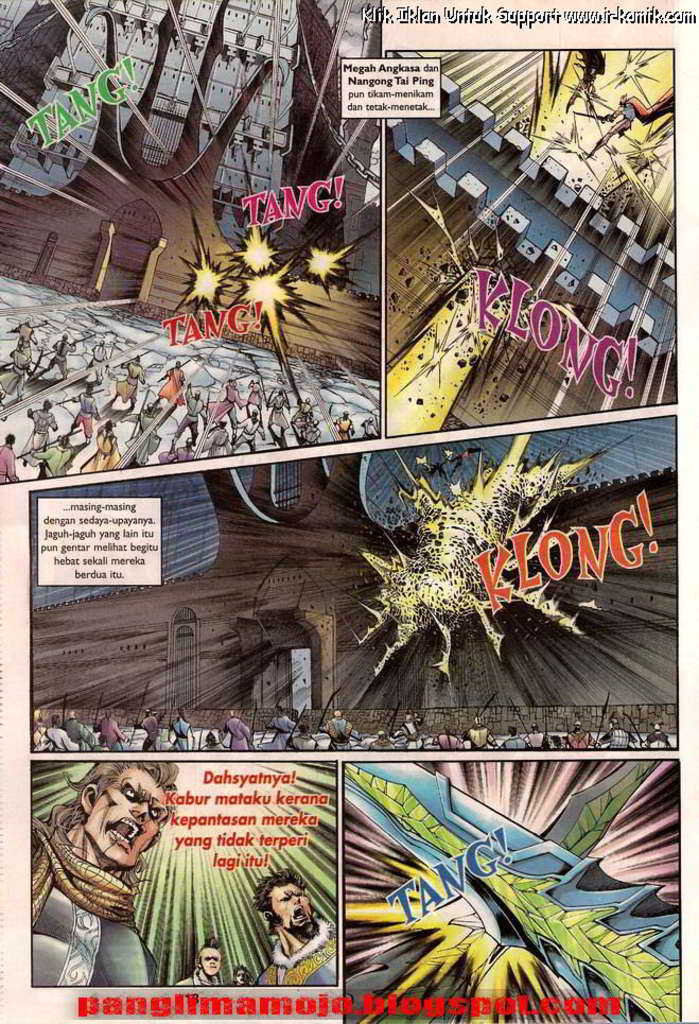 Klik Iklan Untuk Support www.i-komik.com
TANG!
TANG!
TANG!
Megah Angkasa dan
Nangong Tai Ping
pun tikam-menikam
dan tetak-menetak...
KLONG!
...masing-masing
dengan sedaya-upayanya.
Jaguh-jaguh yang lain itu
pun gentar melihat begitu
hebat sekali mereka
berdua itu.
KLONG!
Dahsyatnya!
Kabur mataku kerana
kepantasan mereka
yang tidak terperi
lagi itu!
TANG!
panglimamojo.blogspot.com